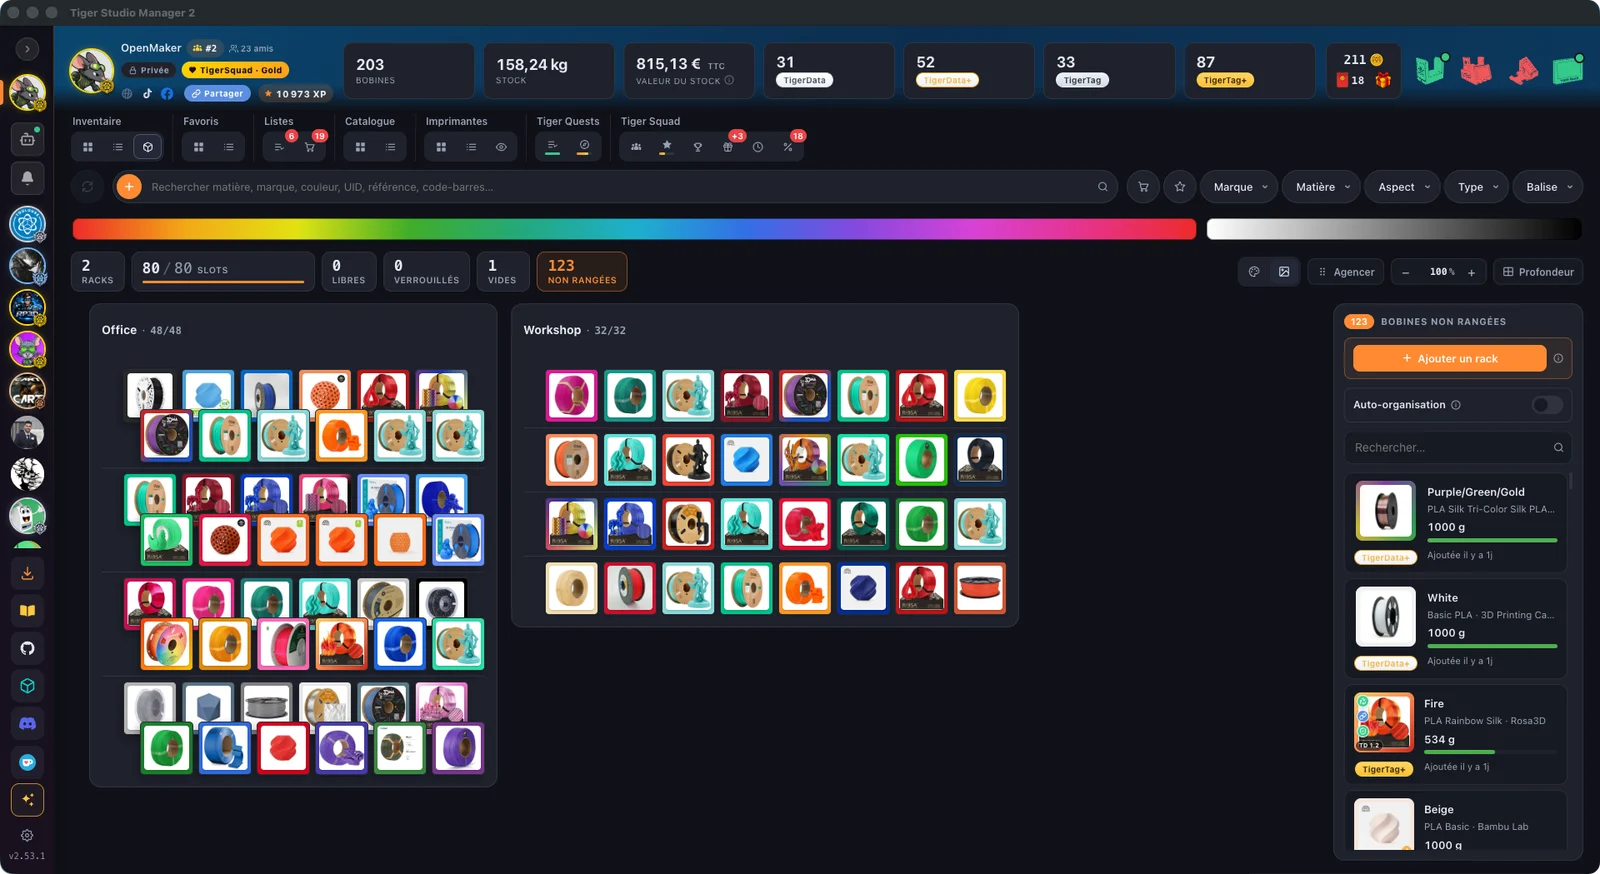 Tiger Studio Manager 2
OpenMaker
#2
23 amis
Privée
TigerSquad - Gold
Partager
10 973 XP
203
BOBINES
158,24 kg
STOCK
815,13 € TTC
VALEUR DU STOCK
31
TigerData
52
TigerData+
33
TigerTag
87
TigerTag+
211
18
Inventaire
Favoris
Listes
Catalogue
Imprimantes
Tiger Quests
Tiger Squad
6
19
+3
18
Rechercher matière, marque, couleur, UID, référence, code-barres...
Marque
Matière
Aspect
Type
Balise
2
RACKS
80 / 80 SLOTS
0
LIBRES
0
VERROUILLÉS
1
VIDES
123
NON RANGÉES
Agencer
− 100% +
Profondeur
Office · 48/48
Workshop · 32/32
123 BOBINES NON RANGÉES
+ Ajouter un rack
Auto-organisation
Rechercher...
Purple/Green/Gold
PLA Silk Tri-Color Silk PLA...
1000 g
TigerData+
Ajoutée il y a 1j
White
Basic PLA · 3D Printing Ca...
1000 g
TigerData+
Ajoutée il y a 1j
Fire
PLA Rainbow Silk · Rosa3D
534 g
TD 1.2
TigerTag+
Ajoutée il y a 1j
Beige
PLA Basic · Bambu Lab
1000 g
v2.53.1